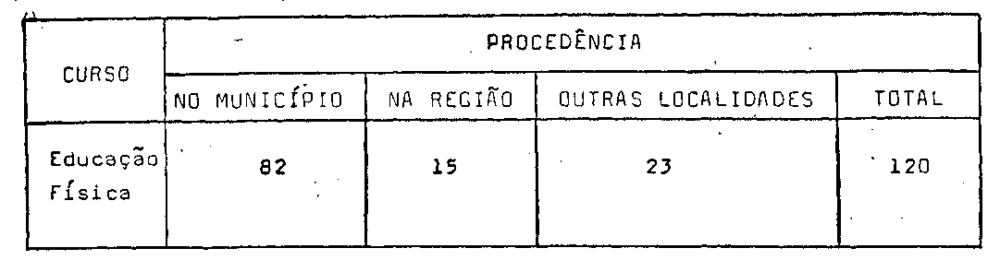 PROCEDÊNCIA
CURSO
NO MUNICÍPIO NA REGIÃO OUTRAS LOCALIDADES TOTAL
Educação 82 15 23 120
Física